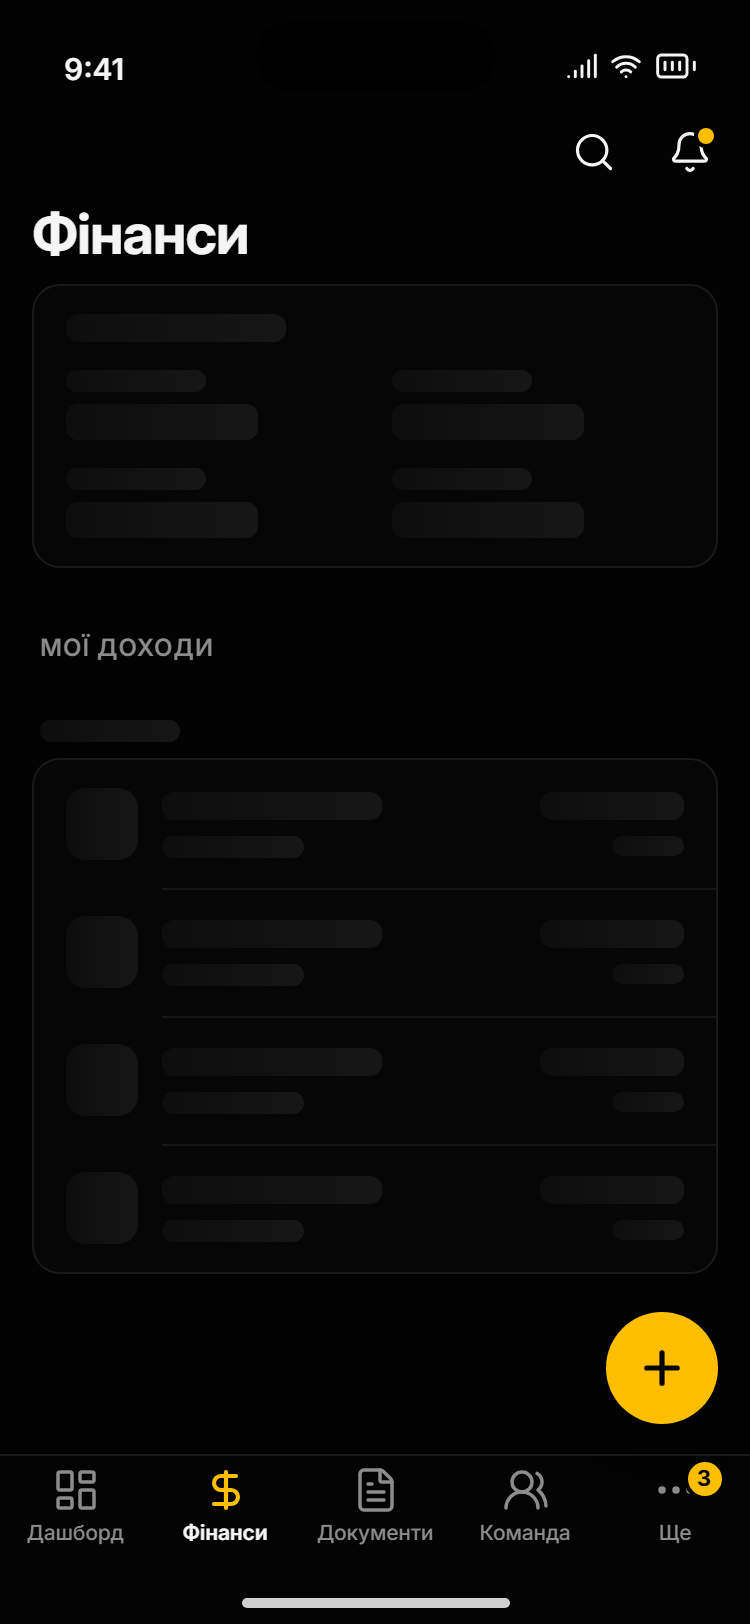 9:41
Фінанси
МОЇ ДОХОДИ
3
Дашборд
Фінанси
Документи
Команда
Ще